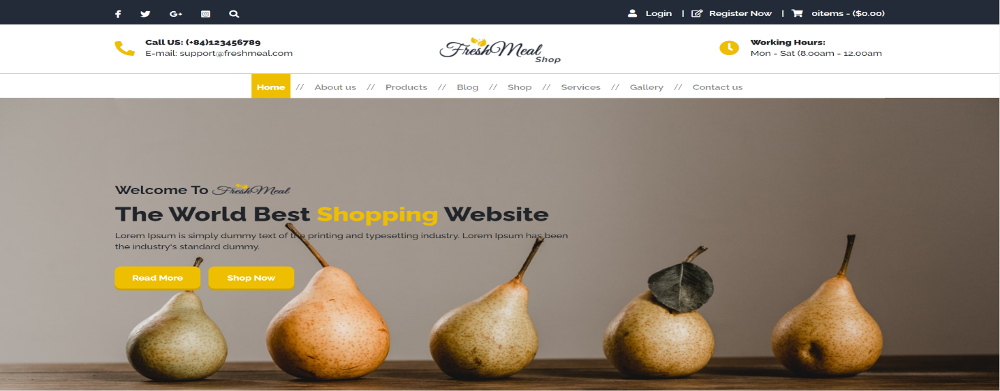 G+
Login | Register Now | 0items - ($0.00)
Call US: (+84)123456789
E-mail: support@freshmeal.com
FreshMeal
Shop
Working Hours:
Mon - Sat (8.00am - 12.00am
Home // About us // Products // Blog // Shop // Services // Gallery // Contact us
Welcome To FreshMeal
The World Best Shopping Website
Lorem Ipsum is simply dummy text of the printing and typesetting industry. Lorem Ipsum has been
the industry's standard dummy.
Read More Shop Now